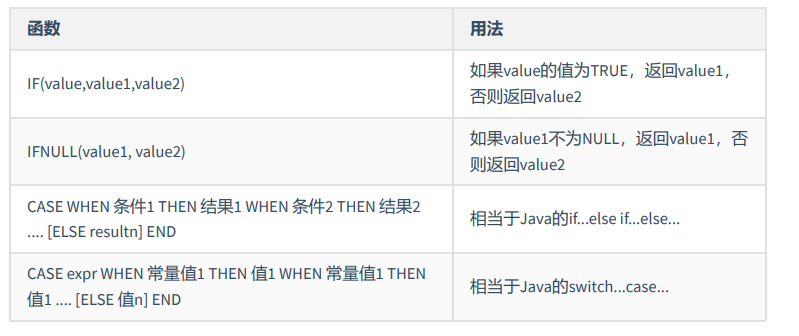 函数
用法
IF(value,value1,value2)
如果value的值为TRUE，返回value1，
否则返回value2
IFNULL(value1, value2)
如果value1不为NULL，返回value1，否
则返回value2
CASE WHEN 条件1 THEN 结果1 WHEN 条件2 THEN 结果2
.... [ELSE resultn] END
相当于Java的if...else if...else...
CASE expr WHEN 常量值1 THEN 值1 WHEN 常量值1 THEN
值1 .... [ELSE 值n] END
相当于Java的switch...case...